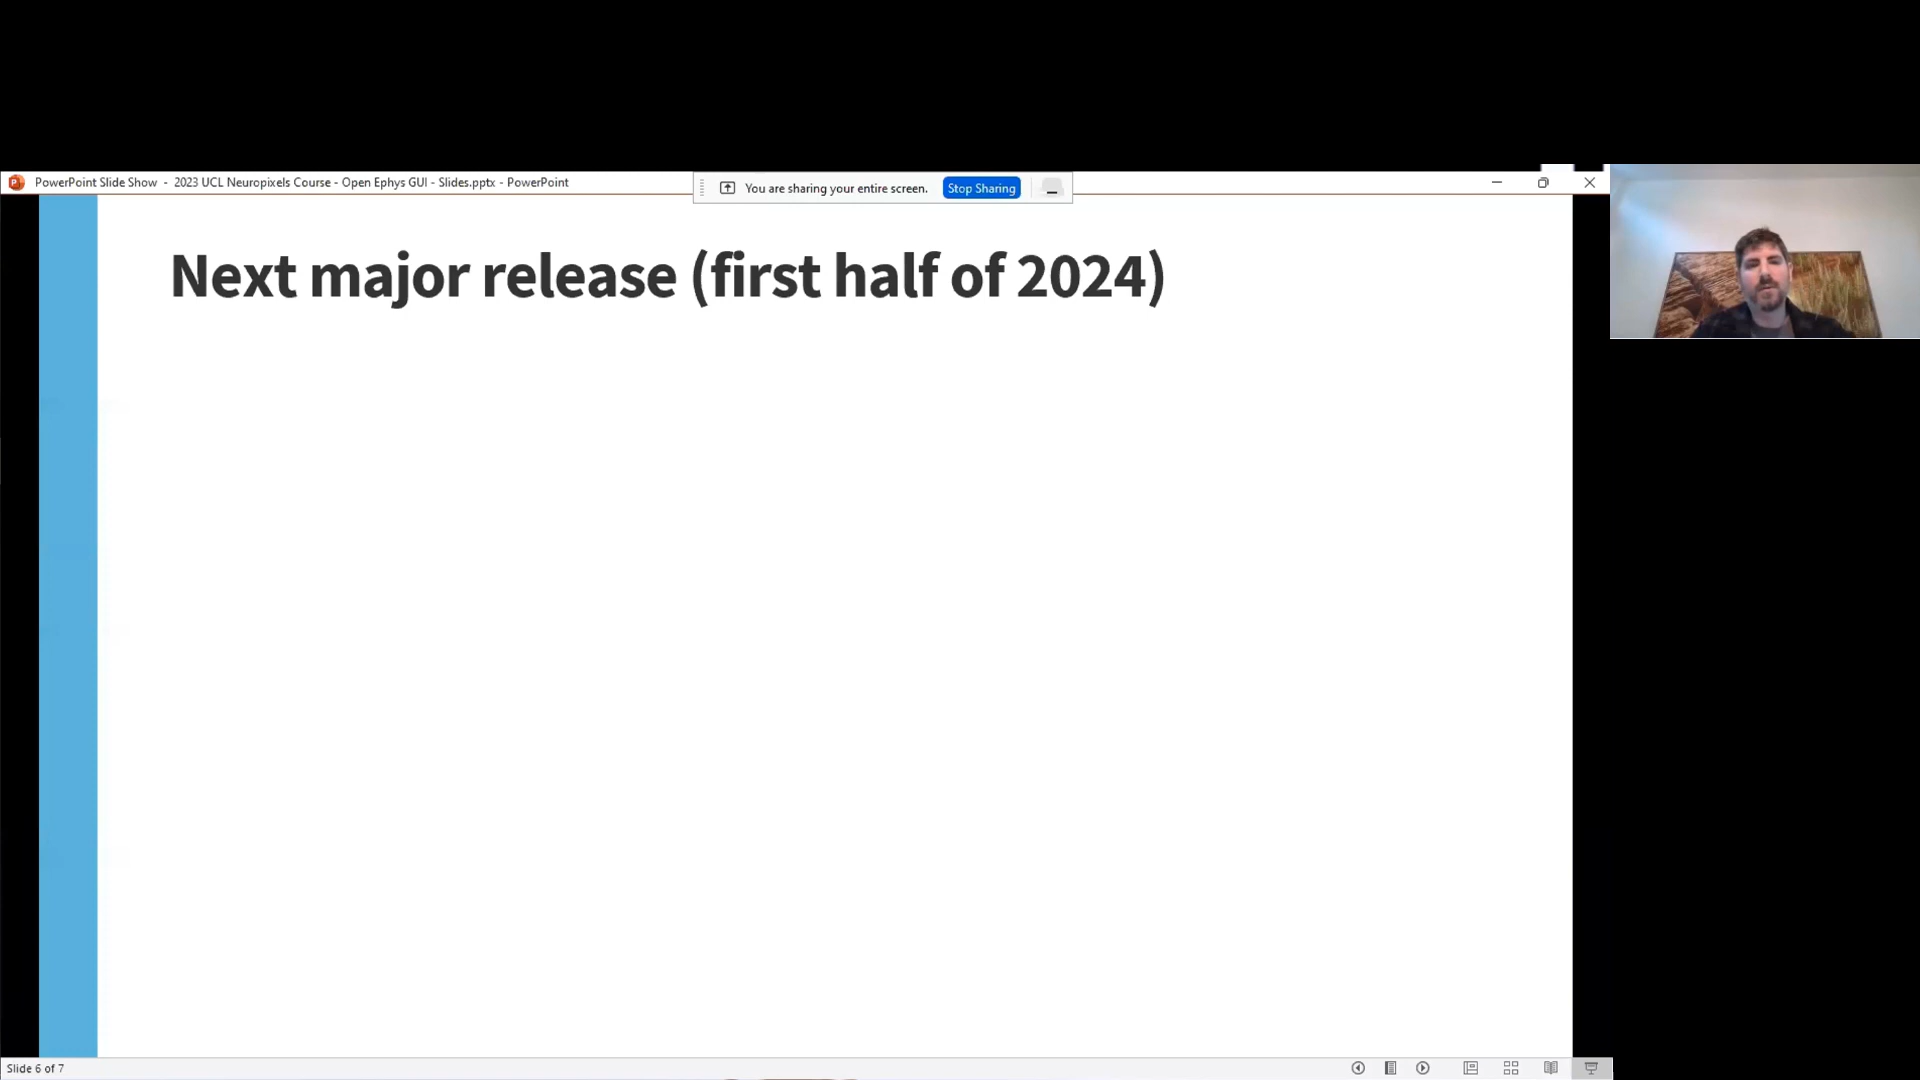 PowerPoint Slide Show - 2023 UCL Neuropixels Course - Open Ephys GUI - Slides.pptx - PowerPoint
You are sharing your entire screen. Stop Sharing
Next major release (first half of 2024)
Slide 6 of 7